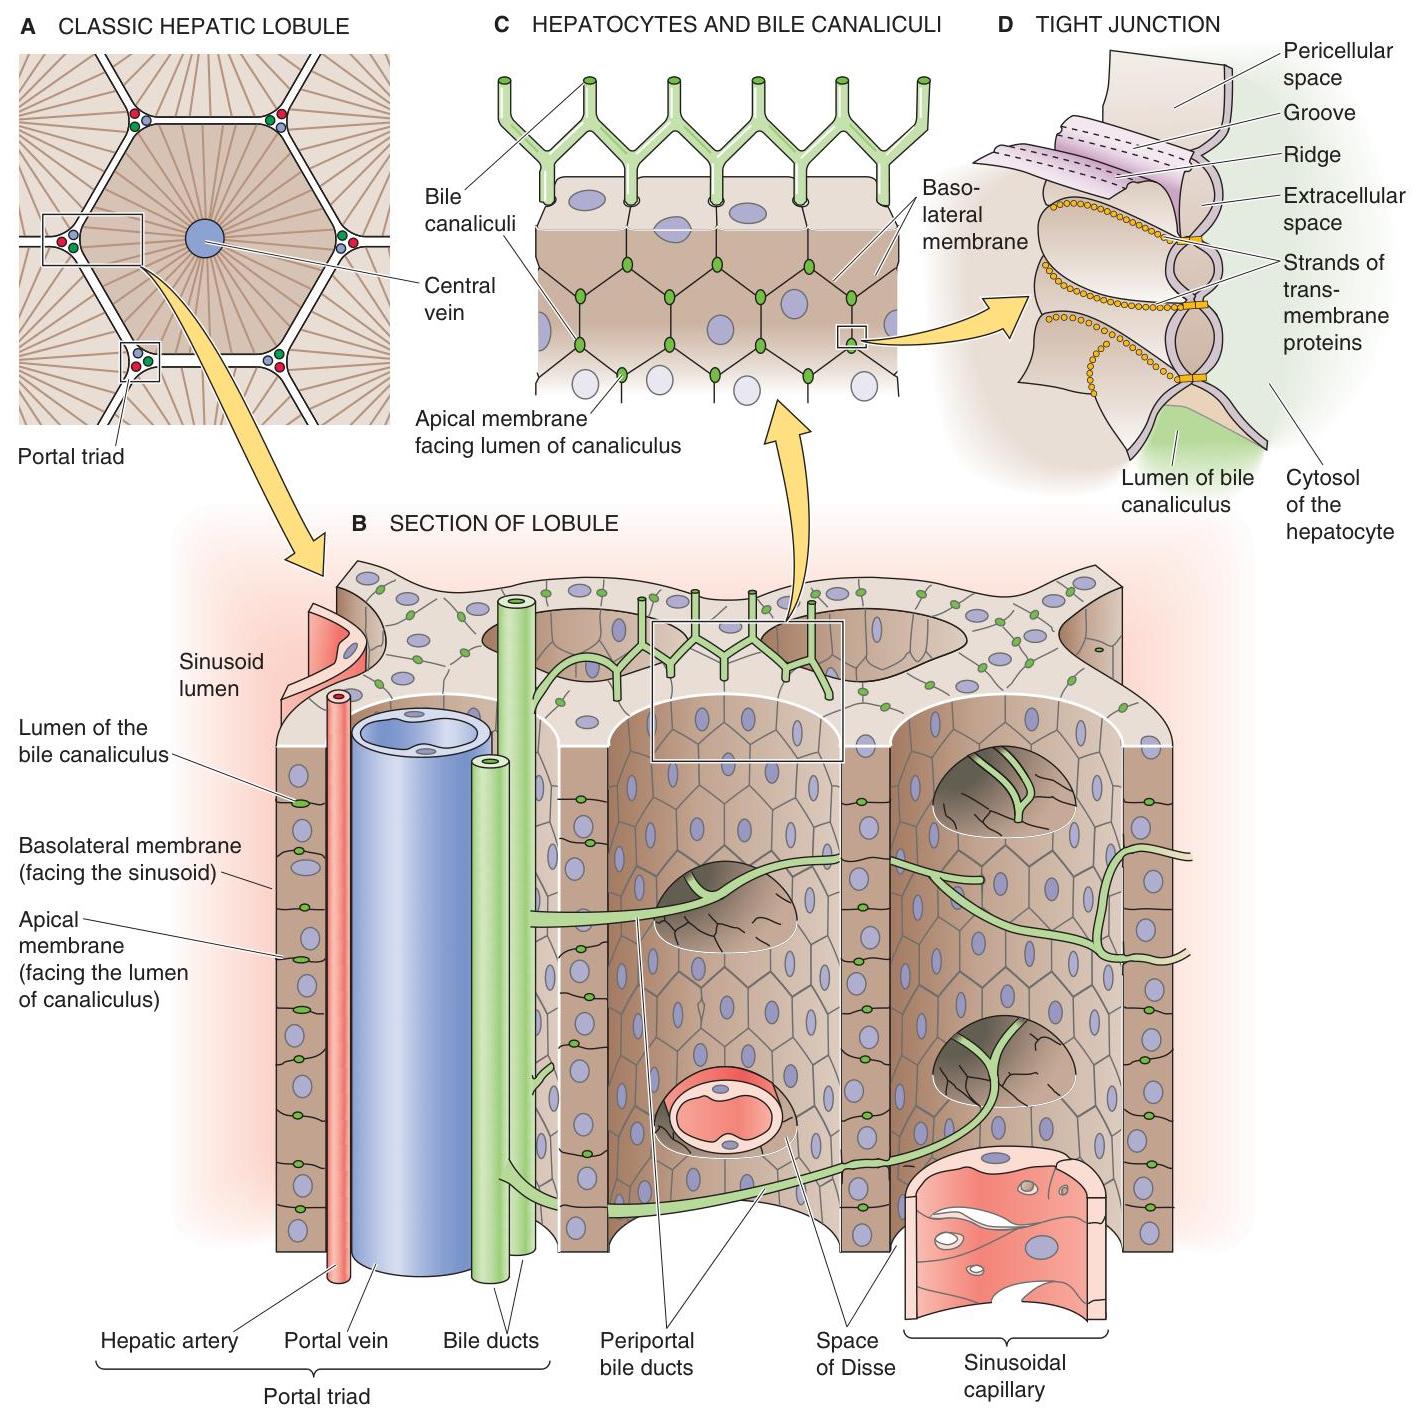 A CLASSIC HEPATIC LOBULE
Central
vein
Portal triad
C HEPATOCYTES AND BILE CANALICULI
Bile
canaliculi
Baso-
lateral
membrane
Apical membrane
facing lumen of canaliculus
D TIGHT JUNCTION
Pericellular
space
Groove
Ridge
Extracellular
space
Strands of
trans-
membrane
proteins
Lumen of bile
canaliculus
Cytosol
of the
hepatocyte
B SECTION OF LOBULE
Sinusoid
lumen
Lumen of the
bile canaliculus
Basolateral membrane
(facing the sinusoid)
Apical
membrane
(facing the lumen
of canaliculus)
Hepatic artery
Portal vein
Bile ducts
Portal triad
Periportal
bile ducts
Space
of Disse
Sinusoidal
capillary